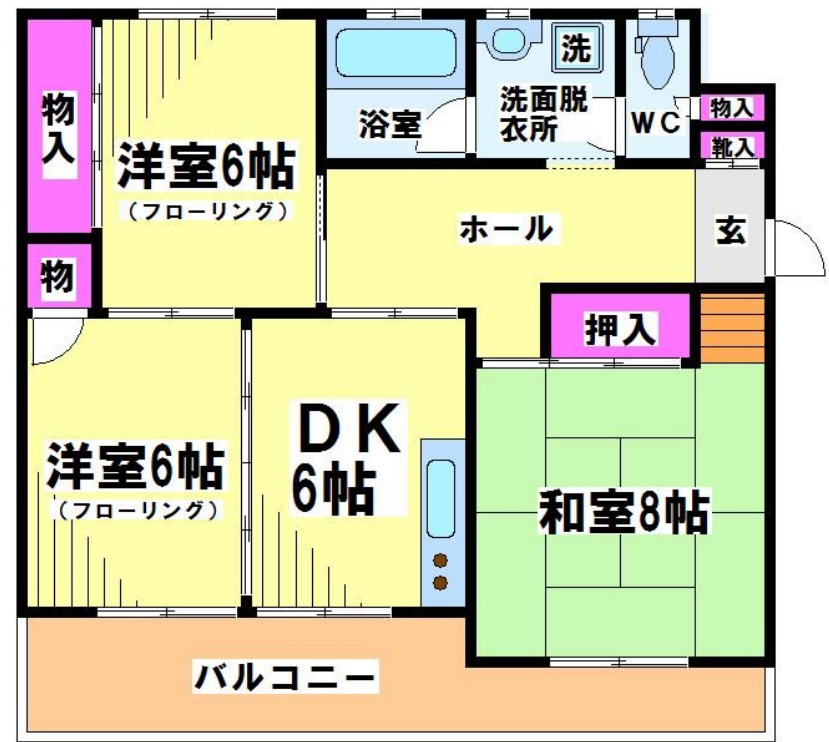 物入
洋室6帖
(フローリング)
浴室
洗
洗面脱
衣所
WC
物入
靴入
ホール
玄
物
押入
洋室6帖
(フローリング)
DK
6帖
和室8帖
バルコニー